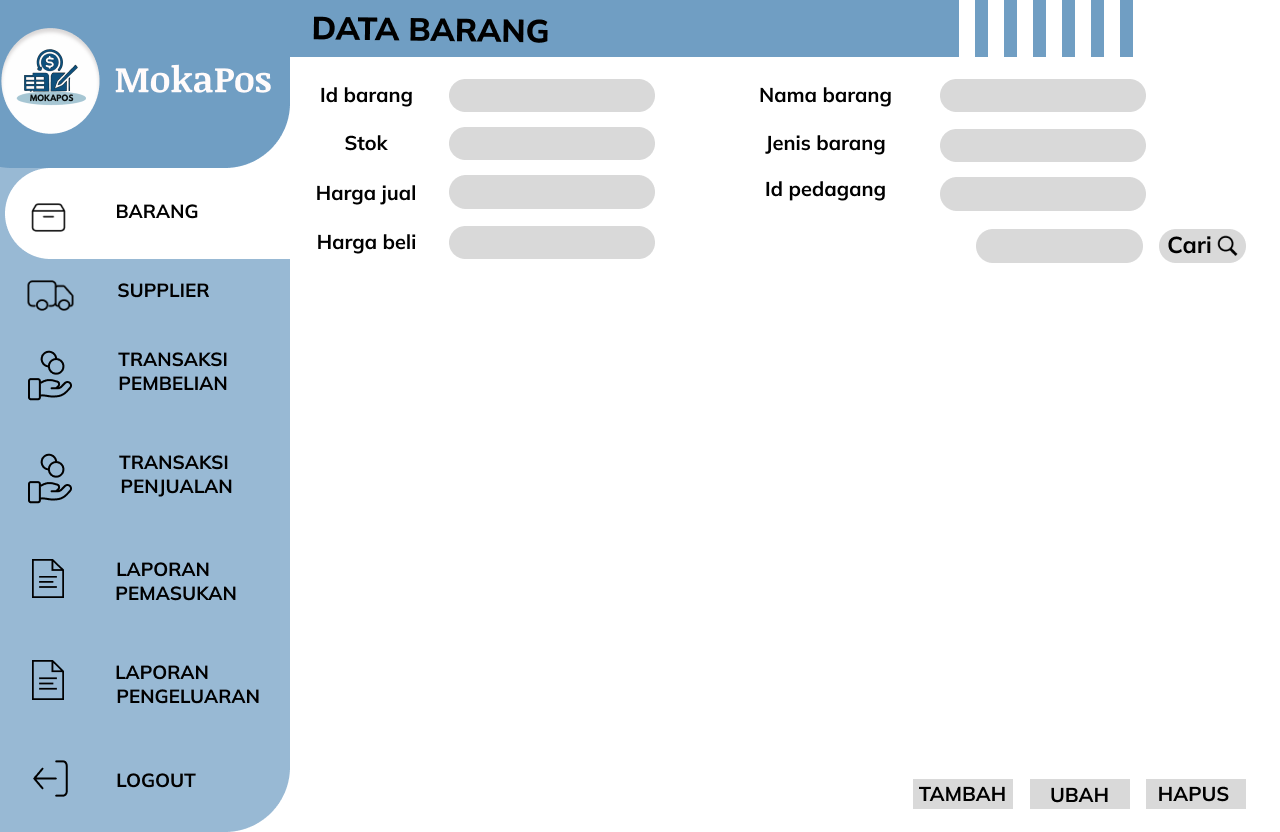 DATA BARANG
MOKAPOS
MokaPos
Id barang
Nama barang
Stok
Jenis barang
Harga jual
Id pedagang
Harga beli
Cari
BARANG
SUPPLIER
TRANSAKSI
PEMBELIAN
TRANSAKSI
PENJUALAN
LAPORAN
PEMASUKAN
LAPORAN
PENGELUARAN
LOGOUT
TAMBAH
UBAH
HAPUS